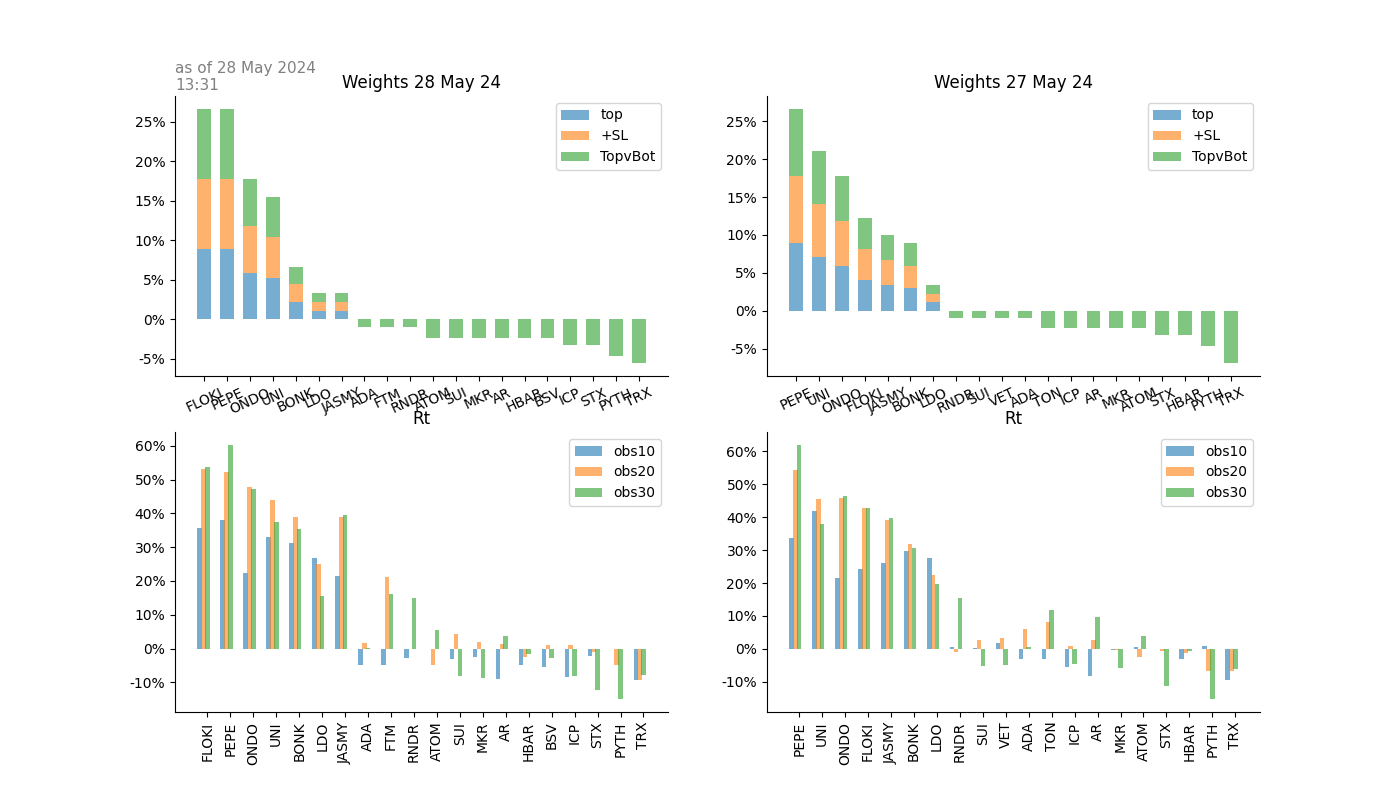 as of 28 May 2024
13:31
Weights 28 May 24
25%
20%
15%
10%
5%
0%
-5%
top
+SL
TopvBot
FLOKI PEPE ONDO UNI BONK LDO JASMY ADA FTM RNDR ATOM SUI MKR AR HBAR BSV ICP STX PYTH TRX
Weights 27 May 24
25%
20%
15%
10%
5%
0%
-5%
top
+SL
TopvBot
PEPE UNI ONDO FLOKI JASMY BONK LDO RNDR SUI VET ADA TON ICP AR MKR ATOM STX HBAR PYTH TRX
Rt
60%
50%
40%
30%
20%
10%
0%
-10%
obs10
obs20
obs30
FLOKI PEPE ONDO UNI BONK LDO JASMY ADA FTM RNDR ATOM SUI MKR AR HBAR BSV ICP STX PYTH TRX
Rt
60%
50%
40%
30%
20%
10%
0%
-10%
obs10
obs20
obs30
PEPE UNI ONDO FLOKI JASMY BONK LDO RNDR SUI VET ADA TON ICP AR MKR ATOM STX HBAR PYTH TRX